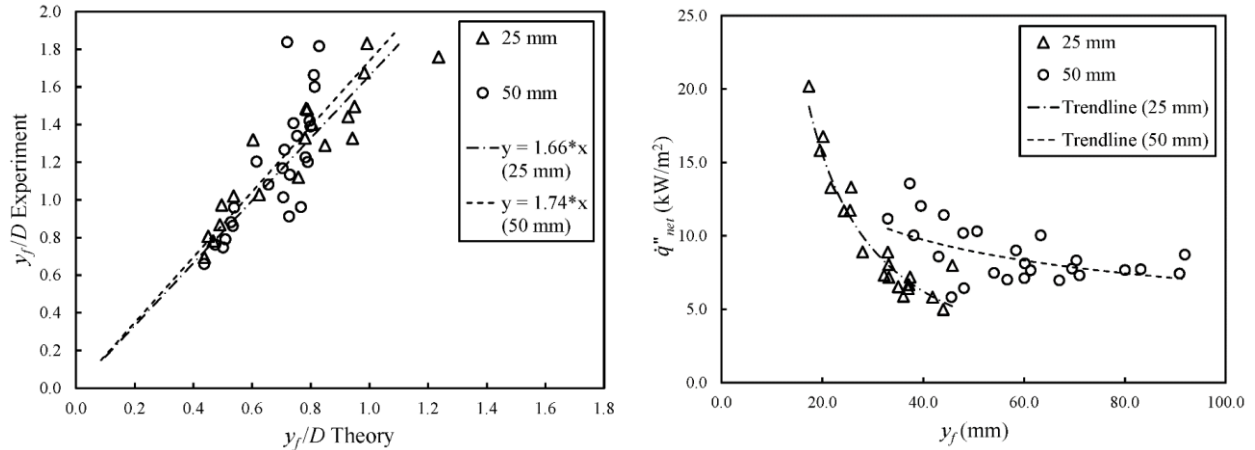 2.0
1.8
1.6
1.4
1.2
1.0
0.8
0.6
0.4
0.2
0.0
0.0 0.2 0.4 0.6 0.8 1.0 1.2 1.4 1.6 1.8
y_f/D Experiment
y_f/D Theory
25 mm
50 mm
y = 1.66*x
(25 mm)
y = 1.74*x
(50 mm)
25.0
20.0
15.0
10.0
5.0
0.0
0.0 20.0 40.0 60.0 80.0 100.0
q̇"net (kW/m²)
y_f (mm)
25 mm
50 mm
Trendline (25 mm)
Trendline (50 mm)